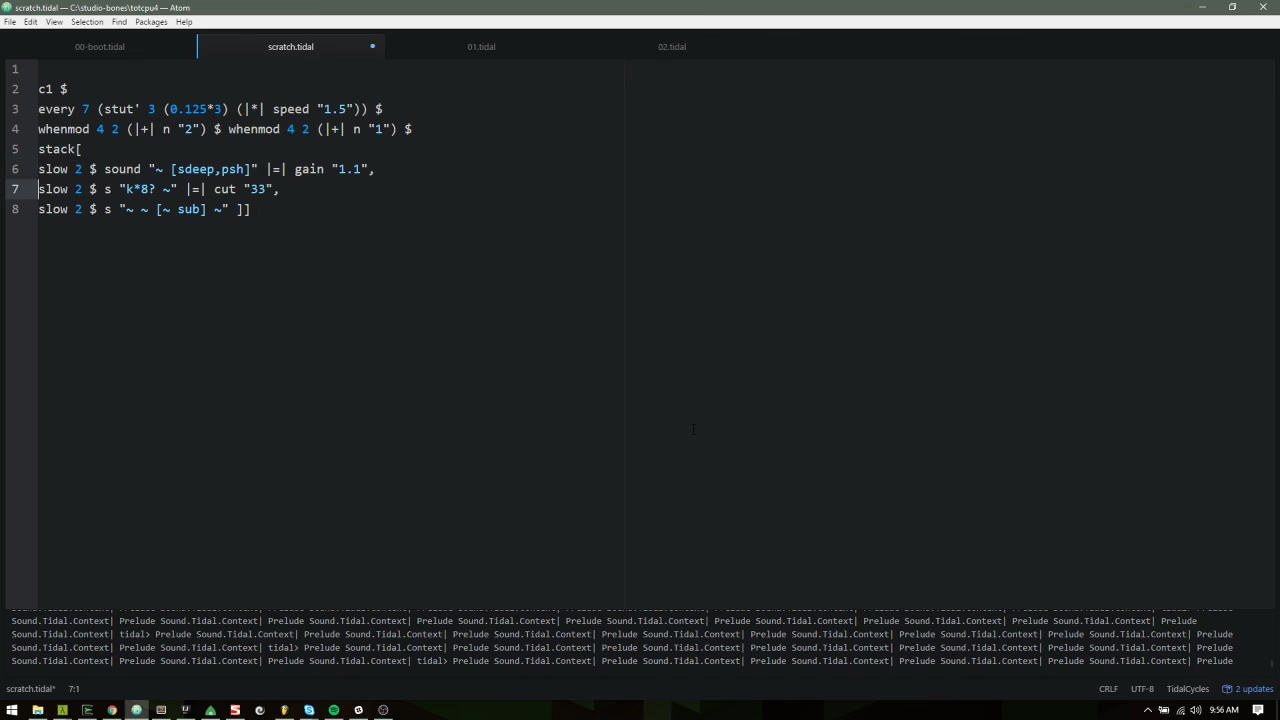 scratch.tidal — C:\studio-bones\totcpu4 — Atom
File Edit View Selection Find Packages Help
00-boot.tidal scratch.tidal 01.tidal 02.tidal
1
2 c1 $
3 every 7 (stut' 3 (0.125*3) (|*| speed "1.5")) $
4 whenmod 4 2 (|+| n "2") $ whenmod 4 2 (|+| n "1") $
5 stack[
6 slow 2 $ sound "~ [sdeep,psh]" |=| gain "1.1",
7 slow 2 $ s "k*8? ~" |=| cut "33",
8 slow 2 $ s "~ ~ [~ sub] ~" ]]
Sound.Tidal.Context| Prelude Sound.Tidal.Context| Prelude Sound.Tidal.Context| Prelude Sound.Tidal.Context| Prelude Sound.Tidal.Context| Prelude Sound.Tidal.Context| Prelude Sound.Tidal.Context| Prelude Sound.Tidal.Context| Prelude
Sound.Tidal.Context| tidal> Prelude Sound.Tidal.Context| Prelude Sound.Tidal.Context| Prelude Sound.Tidal.Context| Prelude Sound.Tidal.Context| Prelude Sound.Tidal.Context| Prelude Sound.Tidal.Context| Prelude Sound.Tidal.Context| Prelude
Sound.Tidal.Context| Prelude Sound.Tidal.Context| tidal> Prelude Sound.Tidal.Context| Prelude Sound.Tidal.Context| Prelude Sound.Tidal.Context| Prelude Sound.Tidal.Context| Prelude Sound.Tidal.Context| Prelude Sound.Tidal.Context| Prelude
Sound.Tidal.Context| Prelude Sound.Tidal.Context| Prelude Sound.Tidal.Context| tidal> Prelude Sound.Tidal.Context| Prelude Sound.Tidal.Context| Prelude Sound.Tidal.Context| Prelude Sound.Tidal.Context| Prelude Sound.Tidal.Context| Prelude
scratch.tidal* 7:1 CRLF UTF-8 TidalCycles 2 updates
9:56 AM